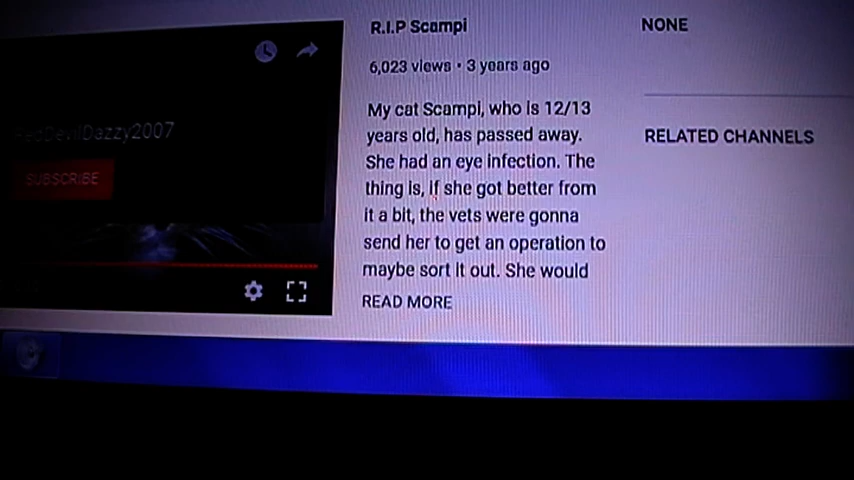 R.I.P Scampi
6,023 views • 3 years ago
My cat Scampi, who is 12/13
years old, has passed away.
She had an eye infection. The
thing is, if she got better from
it a bit, the vets were gonna
send her to get an operation to
maybe sort it out. She would
READ MORE
NONE
RELATED CHANNELS
RedDevilDazzy2007
SUBSCRIBE